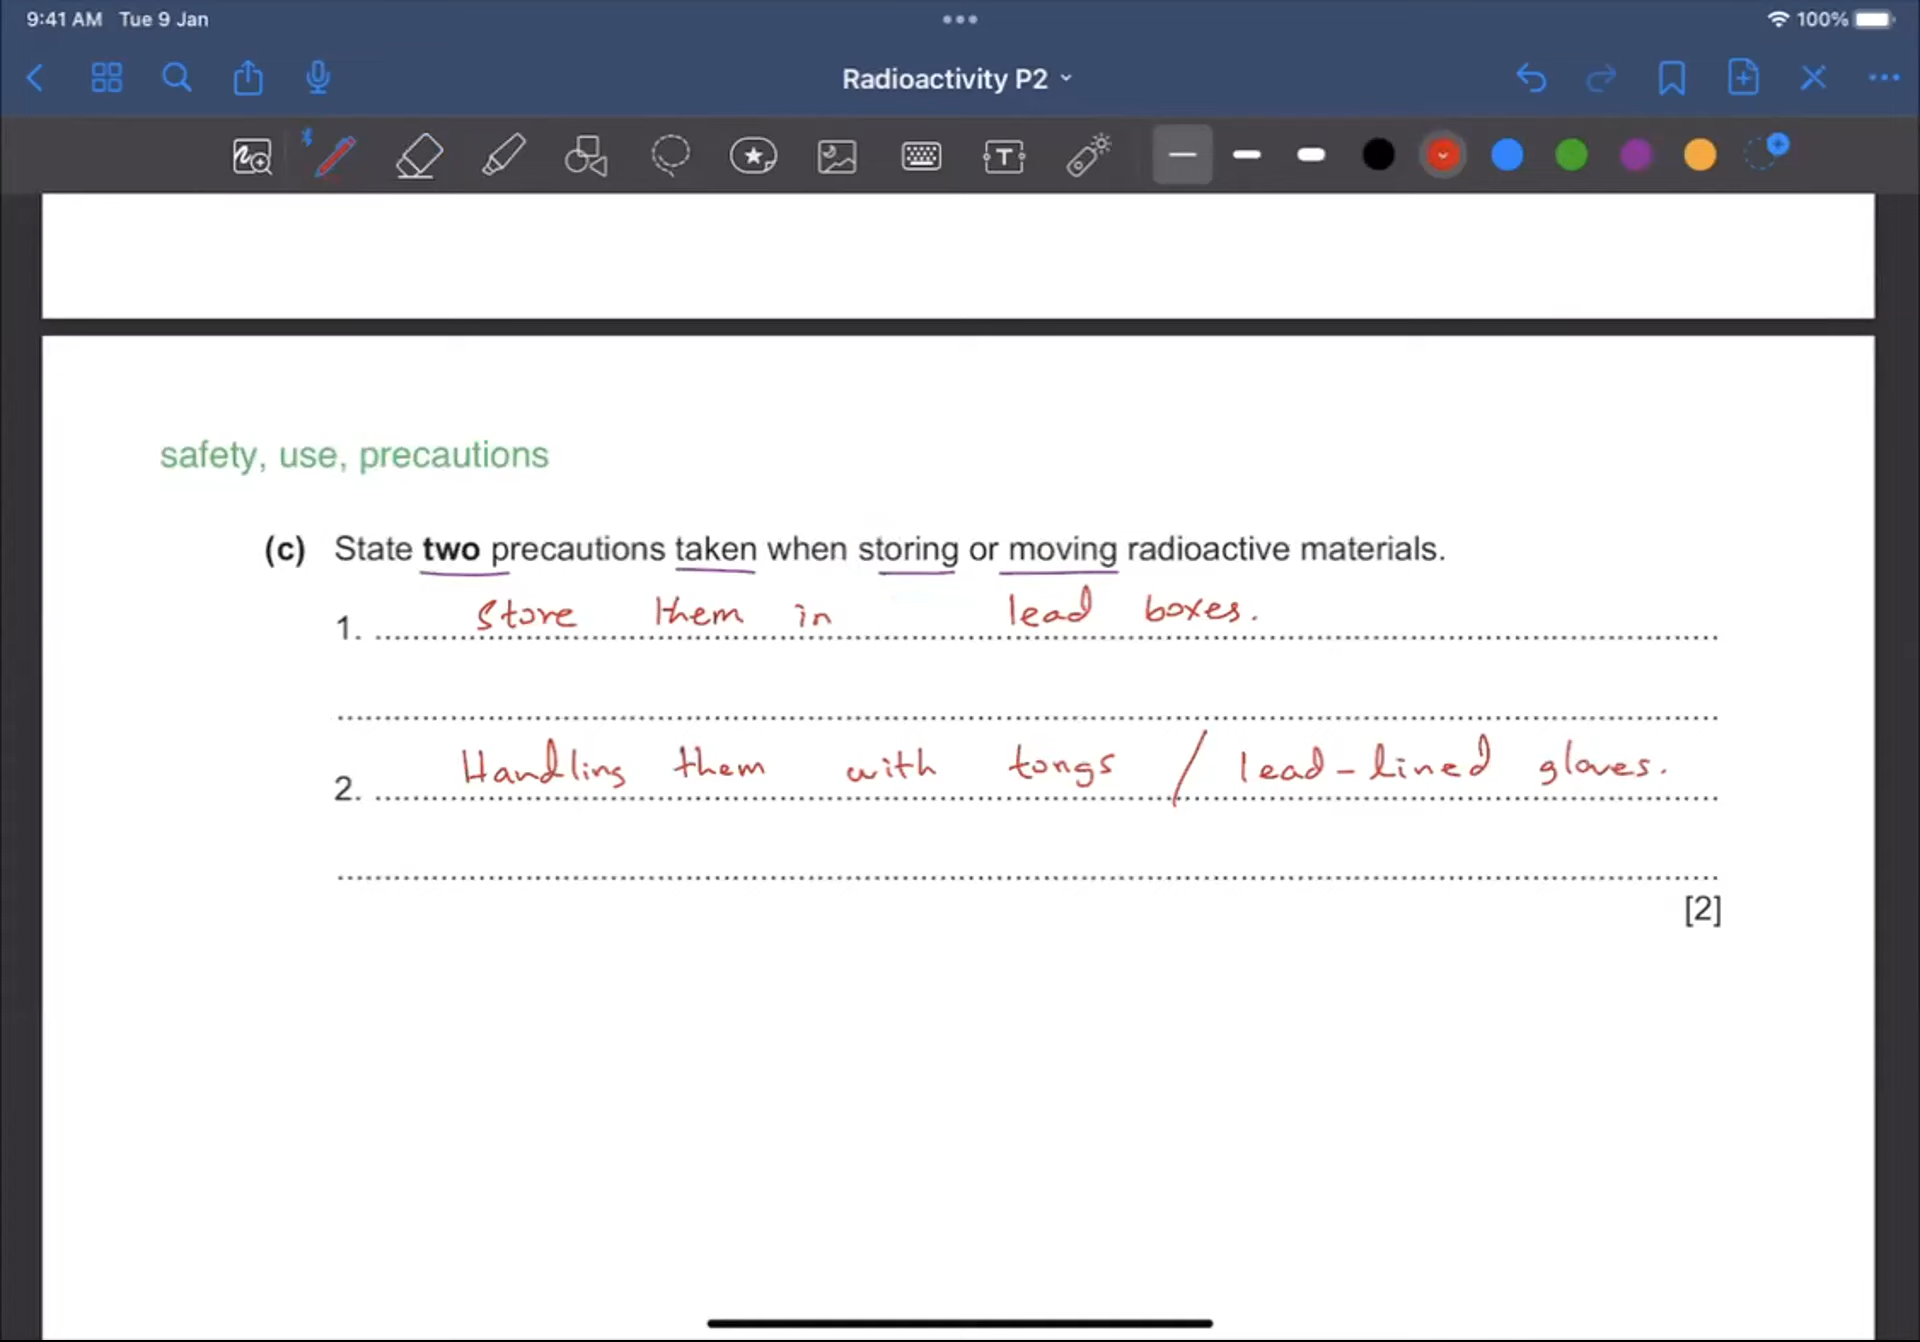 9:41 AM Tue 9 Jan
100%
Radioactivity P2
safety, use, precautions
(c) State two precautions taken when storing or moving radioactive materials.
1. Store them in lead boxes.
2. Handling them with tongs / lead-lined gloves.
[2]